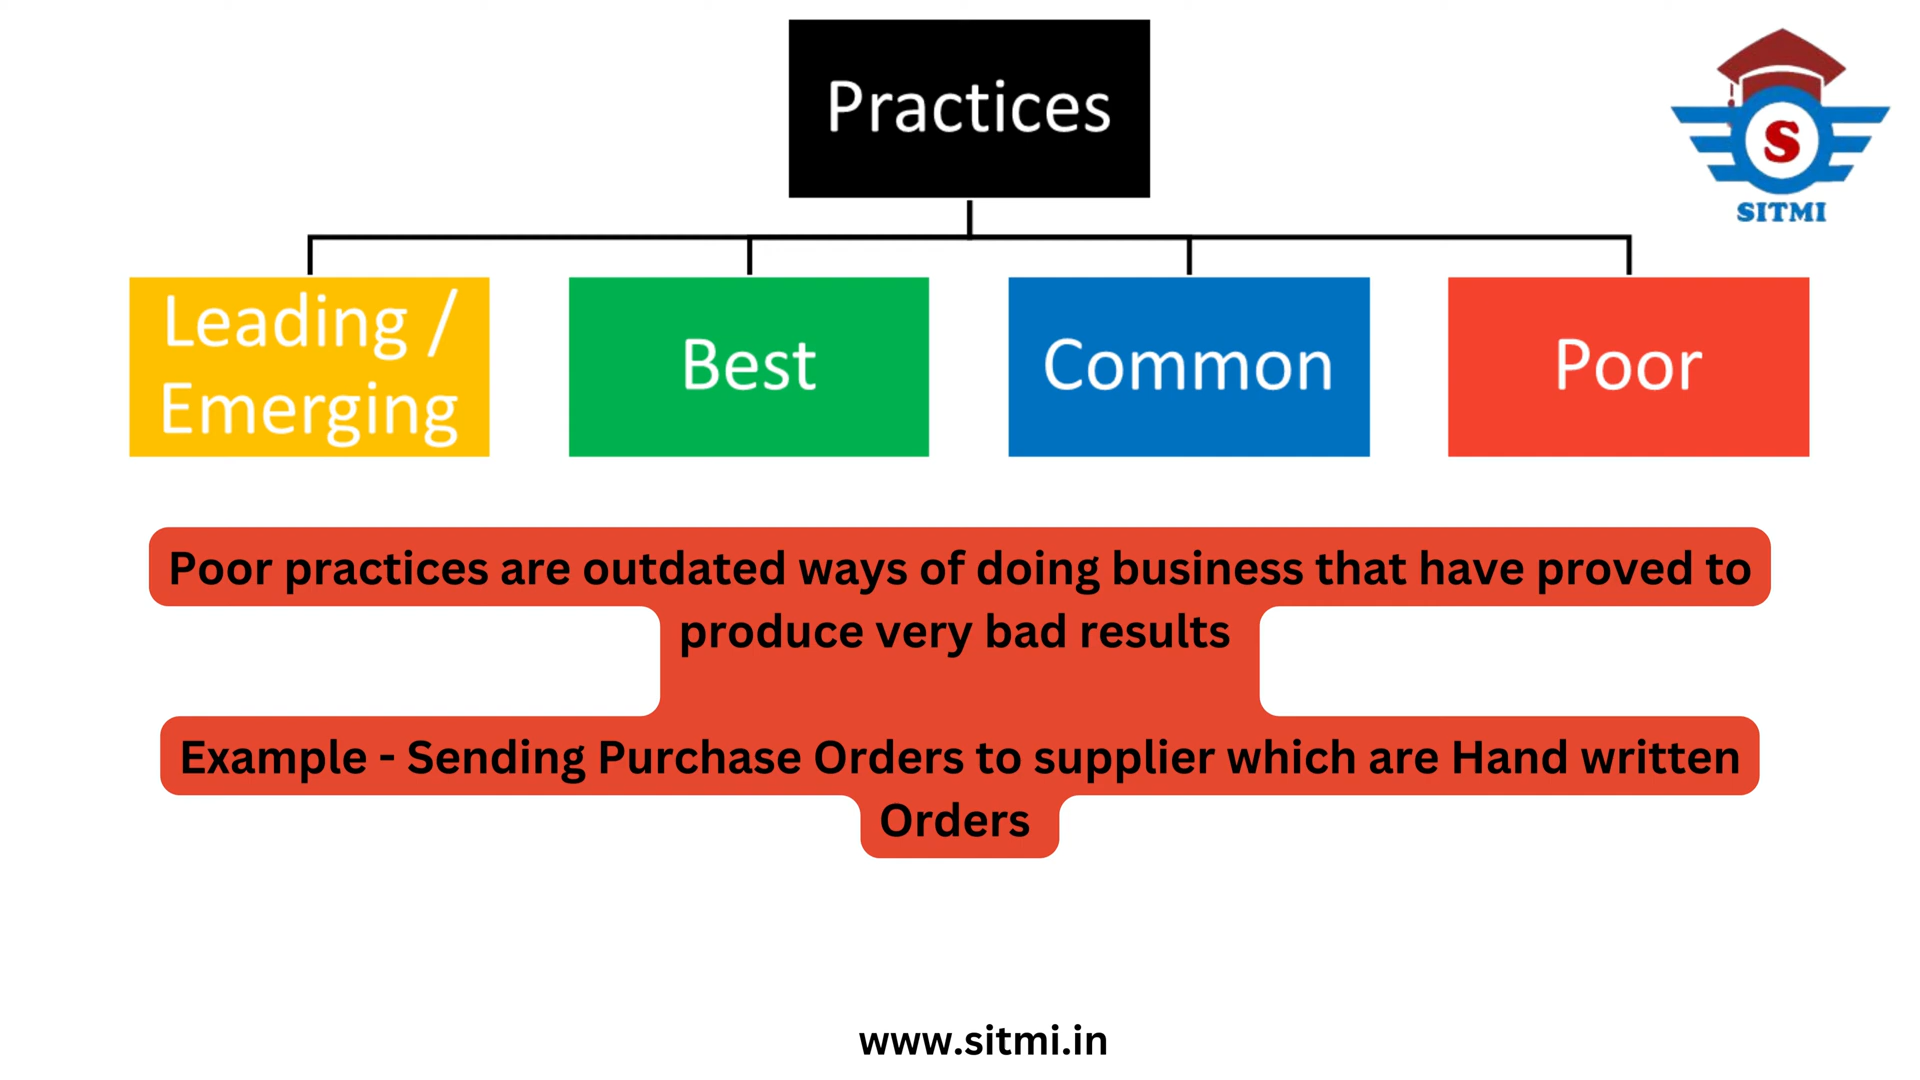 Practices
S
SITMI
Leading /
Emerging
Best
Common
Poor
Poor practices are outdated ways of doing business that have proved to
produce very bad results
Example - Sending Purchase Orders to supplier which are Hand written
Orders
www.sitmi.in